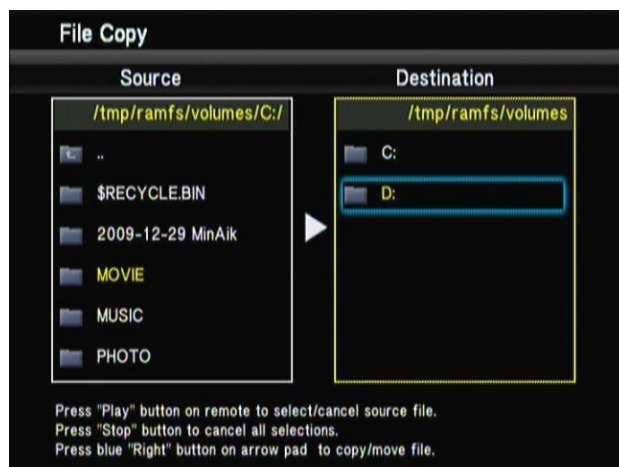 File Copy
Source
Destination
/tmp/ramfs/volumes/C:/
..
$RECYCLE.BIN
2009-12-29 MinAik
MOVIE
MUSIC
PHOTO
/tmp/ramfs/volumes
C:
D:
Press "Play" button on remote to select/cancel source file.
Press "Stop" button to cancel all selections.
Press blue "Right" button on arrow pad to copy/move file.